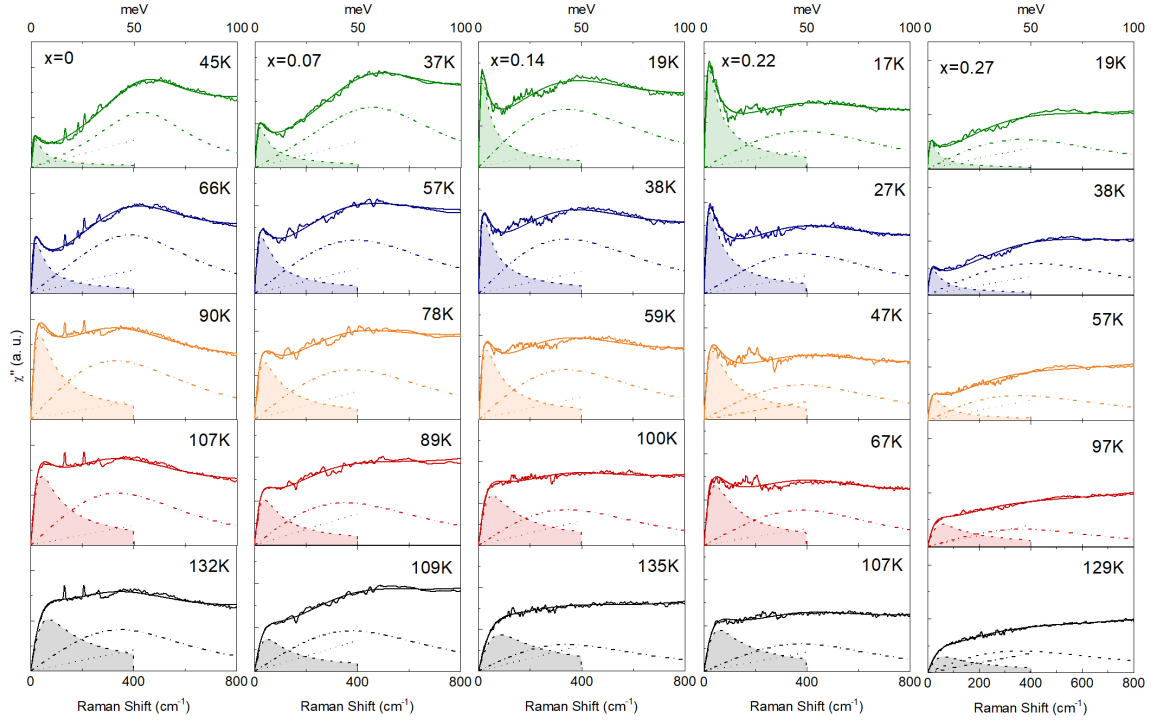 meV meV meV meV meV
0 50 100 0 50 100 0 50 100 0 50 100 0 50 100
x=0 45K x=0.07 37K x=0.14 19K x=0.22 17K x=0.27 19K
66K 57K 38K 27K 38K
90K 78K 59K 47K 57K
χ'' (a. u.)
107K 89K 100K 67K 97K
132K 109K 135K 107K 129K
0 400 800 0 400 800 0 400 800 0 400 800 0 200 400 600 800
Raman Shift (cm⁻¹) Raman Shift (cm⁻¹) Raman Shift (cm⁻¹) Raman Shift (cm⁻¹) Raman Shift (cm⁻¹)